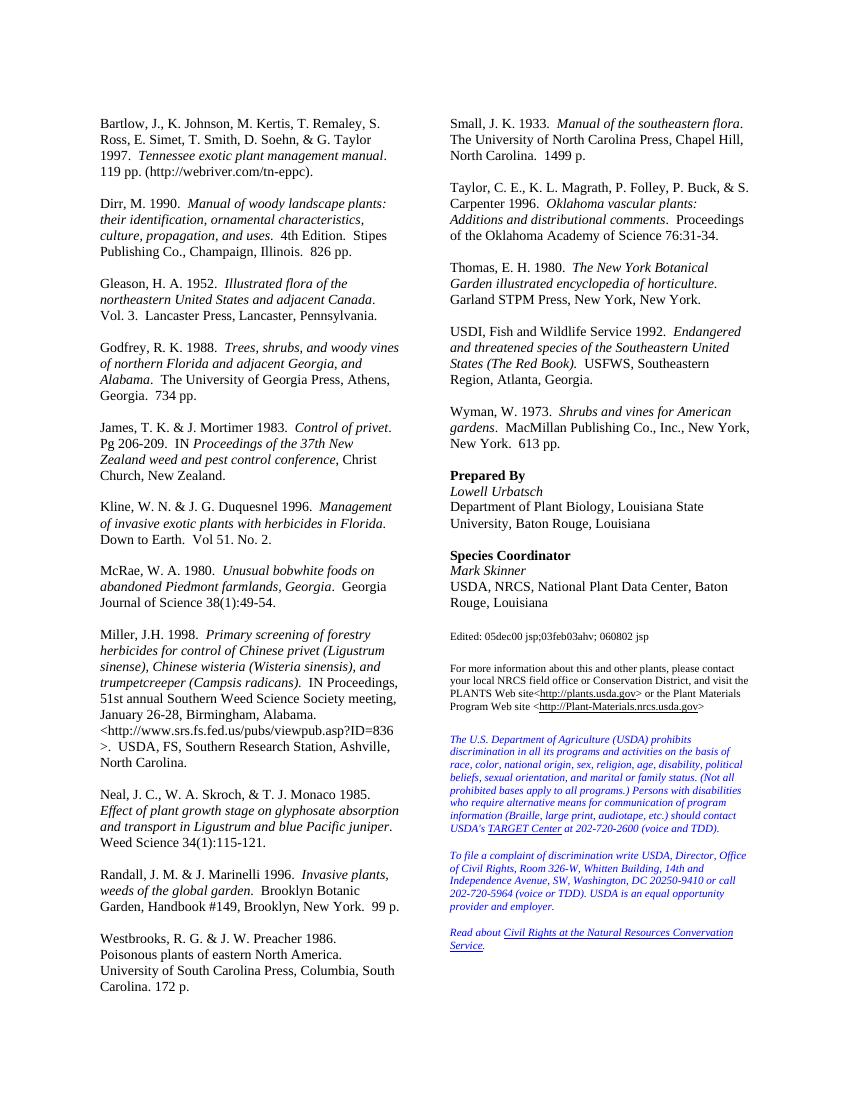 Bartlow, J., K. Johnson, M. Kertis, T. Remaley, S.
Ross, E. Simet, T. Smith, D. Soehn, & G. Taylor
1997.  Tennessee exotic plant management manual.
119 pp. (http://webriver.com/tn-eppc).

Dirr, M. 1990.  Manual of woody landscape plants:
their identification, ornamental characteristics,
culture, propagation, and uses.  4th Edition.  Stipes
Publishing Co., Champaign, Illinois.  826 pp.

Gleason, H. A. 1952.  Illustrated flora of the
northeastern United States and adjacent Canada.
Vol. 3.  Lancaster Press, Lancaster, Pennsylvania.

Godfrey, R. K. 1988.  Trees, shrubs, and woody vines
of northern Florida and adjacent Georgia, and
Alabama.  The University of Georgia Press, Athens,
Georgia.  734 pp.

James, T. K. & J. Mortimer 1983.  Control of privet.
Pg 206-209.  IN Proceedings of the 37th New
Zealand weed and pest control conference, Christ
Church, New Zealand.

Kline, W. N. & J. G. Duquesnel 1996.  Management
of invasive exotic plants with herbicides in Florida.
Down to Earth.  Vol 51. No. 2.

McRae, W. A. 1980.  Unusual bobwhite foods on
abandoned Piedmont farmlands, Georgia.  Georgia
Journal of Science 38(1):49-54.

Miller, J.H. 1998.  Primary screening of forestry
herbicides for control of Chinese privet (Ligustrum
sinense), Chinese wisteria (Wisteria sinensis), and
trumpetcreeper (Campsis radicans).  IN Proceedings,
51st annual Southern Weed Science Society meeting,
January 26-28, Birmingham, Alabama.
<http://www.srs.fs.fed.us/pubs/viewpub.asp?ID=836
>.  USDA, FS, Southern Research Station, Ashville,
North Carolina.

Neal, J. C., W. A. Skroch, & T. J. Monaco 1985.
Effect of plant growth stage on glyphosate absorption
and transport in Ligustrum and blue Pacific juniper.
Weed Science 34(1):115-121.

Randall, J. M. & J. Marinelli 1996.  Invasive plants,
weeds of the global garden.  Brooklyn Botanic
Garden, Handbook #149, Brooklyn, New York.  99 p.

Westbrooks, R. G. & J. W. Preacher 1986.
Poisonous plants of eastern North America.
University of South Carolina Press, Columbia, South
Carolina. 172 p.

Small, J. K. 1933.  Manual of the southeastern flora.
The University of North Carolina Press, Chapel Hill,
North Carolina.  1499 p.

Taylor, C. E., K. L. Magrath, P. Folley, P. Buck, & S.
Carpenter 1996.  Oklahoma vascular plants:
Additions and distributional comments.  Proceedings
of the Oklahoma Academy of Science 76:31-34.

Thomas, E. H. 1980.  The New York Botanical
Garden illustrated encyclopedia of horticulture.
Garland STPM Press, New York, New York.

USDI, Fish and Wildlife Service 1992.  Endangered
and threatened species of the Southeastern United
States (The Red Book).  USFWS, Southeastern
Region, Atlanta, Georgia.

Wyman, W. 1973.  Shrubs and vines for American
gardens.  MacMillan Publishing Co., Inc., New York,
New York.  613 pp.

Prepared By
Lowell Urbatsch
Department of Plant Biology, Louisiana State
University, Baton Rouge, Louisiana

Species Coordinator
Mark Skinner
USDA, NRCS, National Plant Data Center, Baton
Rouge, Louisiana

Edited: 05dec00 jsp;03feb03ahv; 060802 jsp

For more information about this and other plants, please contact
your local NRCS field office or Conservation District, and visit the
PLANTS Web site<http://plants.usda.gov> or the Plant Materials
Program Web site <http://Plant-Materials.nrcs.usda.gov>

The U.S. Department of Agriculture (USDA) prohibits
discrimination in all its programs and activities on the basis of
race, color, national origin, sex, religion, age, disability, political
beliefs, sexual orientation, and marital or family status. (Not all
prohibited bases apply to all programs.) Persons with disabilities
who require alternative means for communication of program
information (Braille, large print, audiotape, etc.) should contact
USDA's TARGET Center at 202-720-2600 (voice and TDD).

To file a complaint of discrimination write USDA, Director, Office
of Civil Rights, Room 326-W, Whitten Building, 14th and
Independence Avenue, SW, Washington, DC 20250-9410 or call
202-720-5964 (voice or TDD). USDA is an equal opportunity
provider and employer.

Read about Civil Rights at the Natural Resources Convervation
Service.